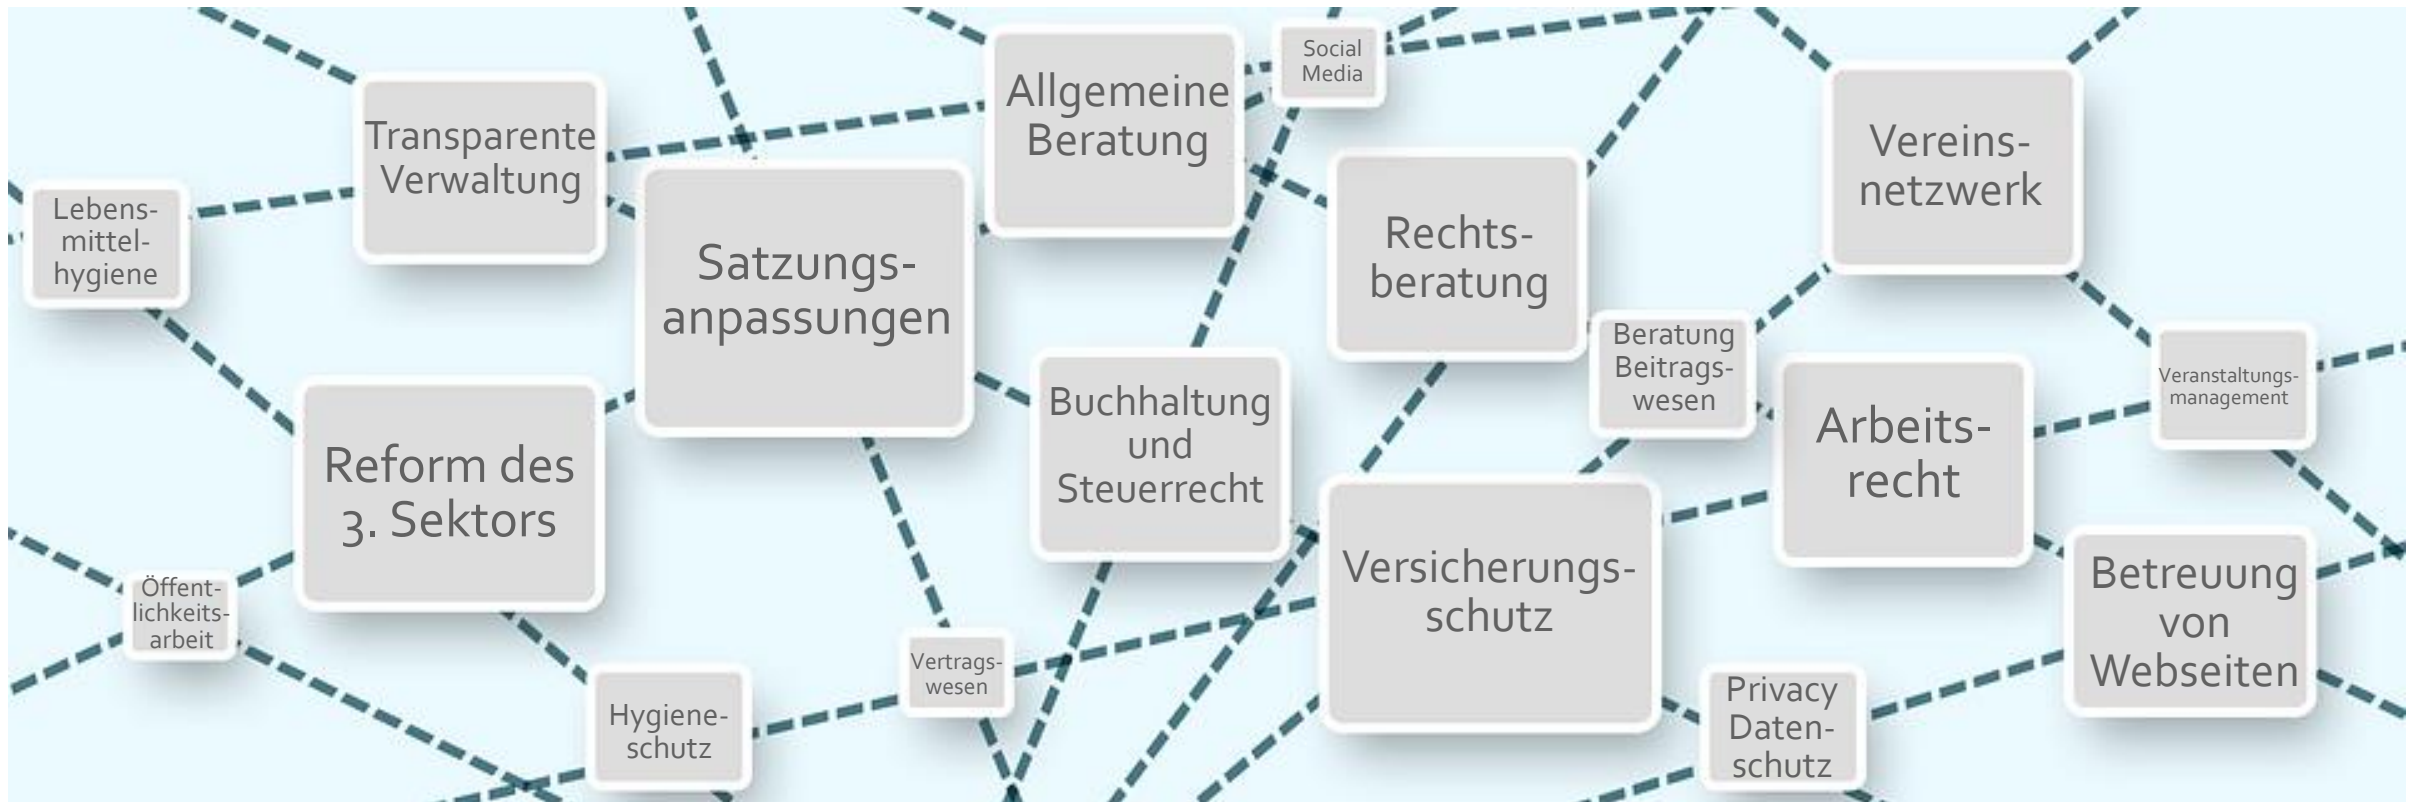 Social
Media
Allgemeine
Beratung
Transparente
Verwaltung
Vereins-
netzwerk
Lebens-
mittel-
hygiene
Satzungs-
anpassungen
Rechts-
beratung
Beratung
Beitrags-
wesen
Veranstaltungs-
management
Buchhaltung
und
Steuerrecht
Arbeits-
recht
Reform des
3. Sektors
Versicherungs-
schutz
Betreuung
von
Webseiten
Öffent-
lichkeits-
arbeit
Vertrags-
wesen
Hygiene-
schutz
Privacy
Daten-
schutz